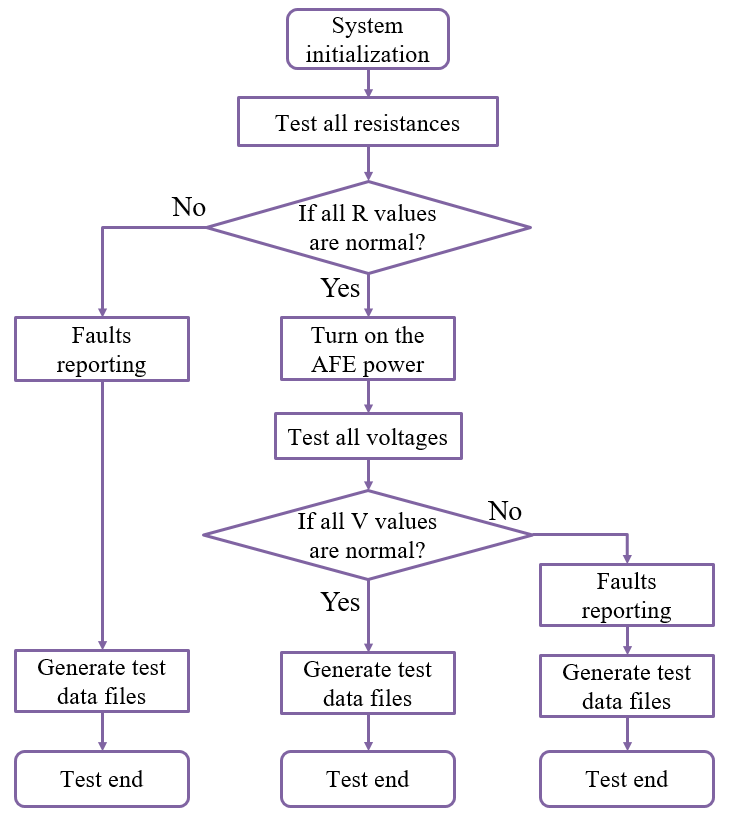 System
initialization
Test all resistances
If all R values
are normal?
No
Yes
Faults
reporting
Turn on the
AFE power
Test all voltages
If all V values
are normal?
No
Yes
Faults
reporting
Generate test
data files
Generate test
data files
Generate test
data files
Test end
Test end
Test end